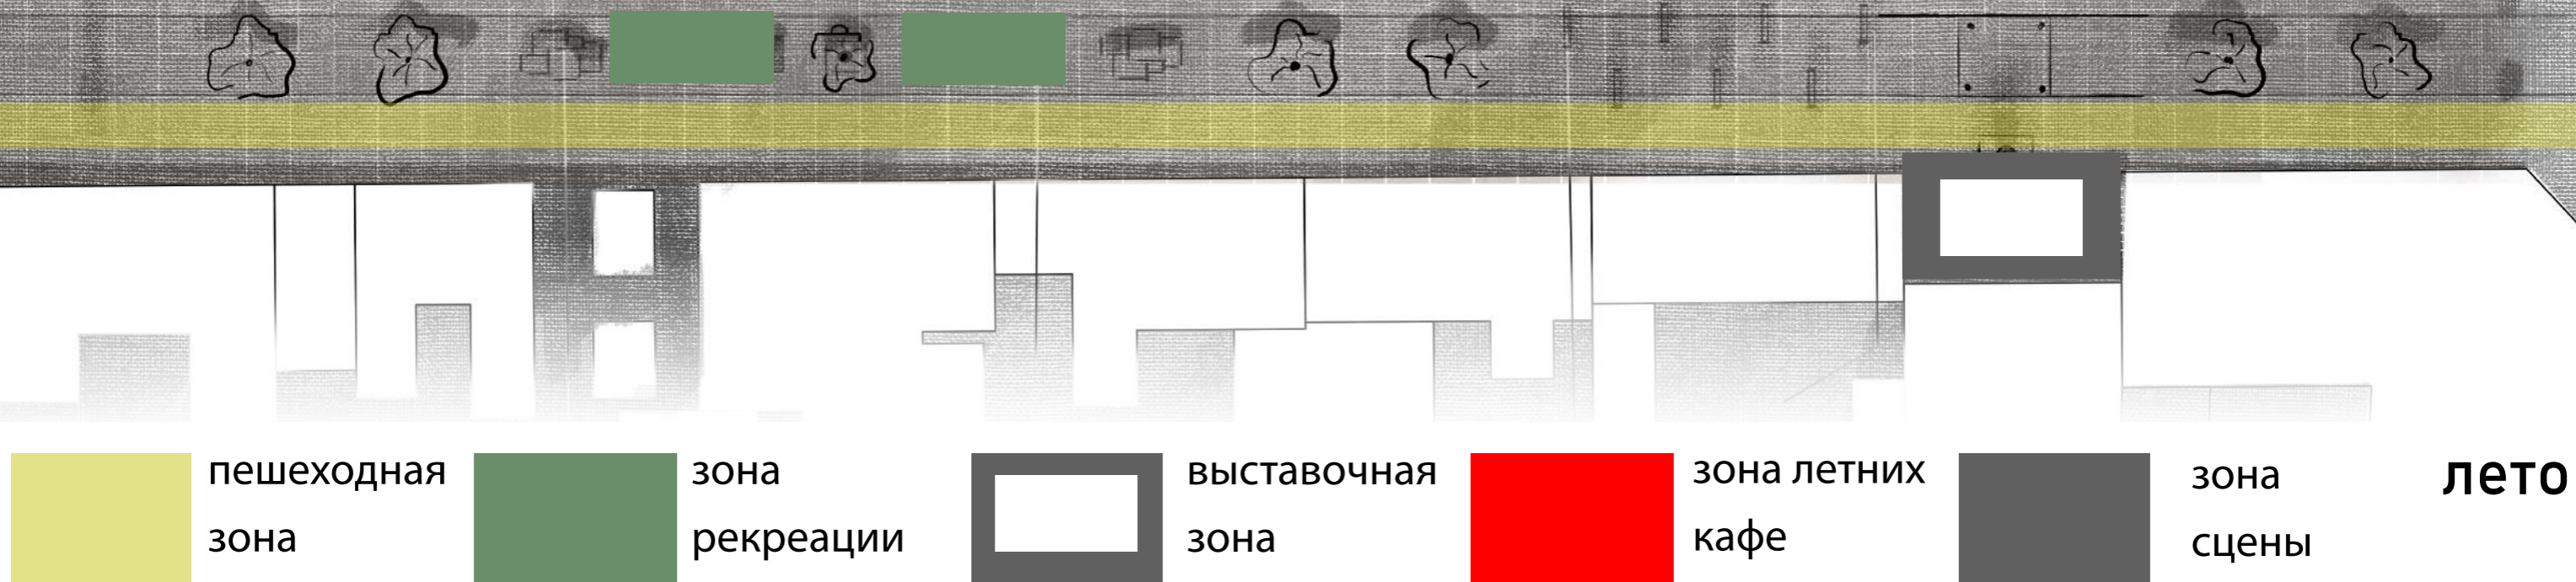 пешеходная
зона
зона
рекреации
выставочная
зона
зона летних
кафе
зона
сцены
лето